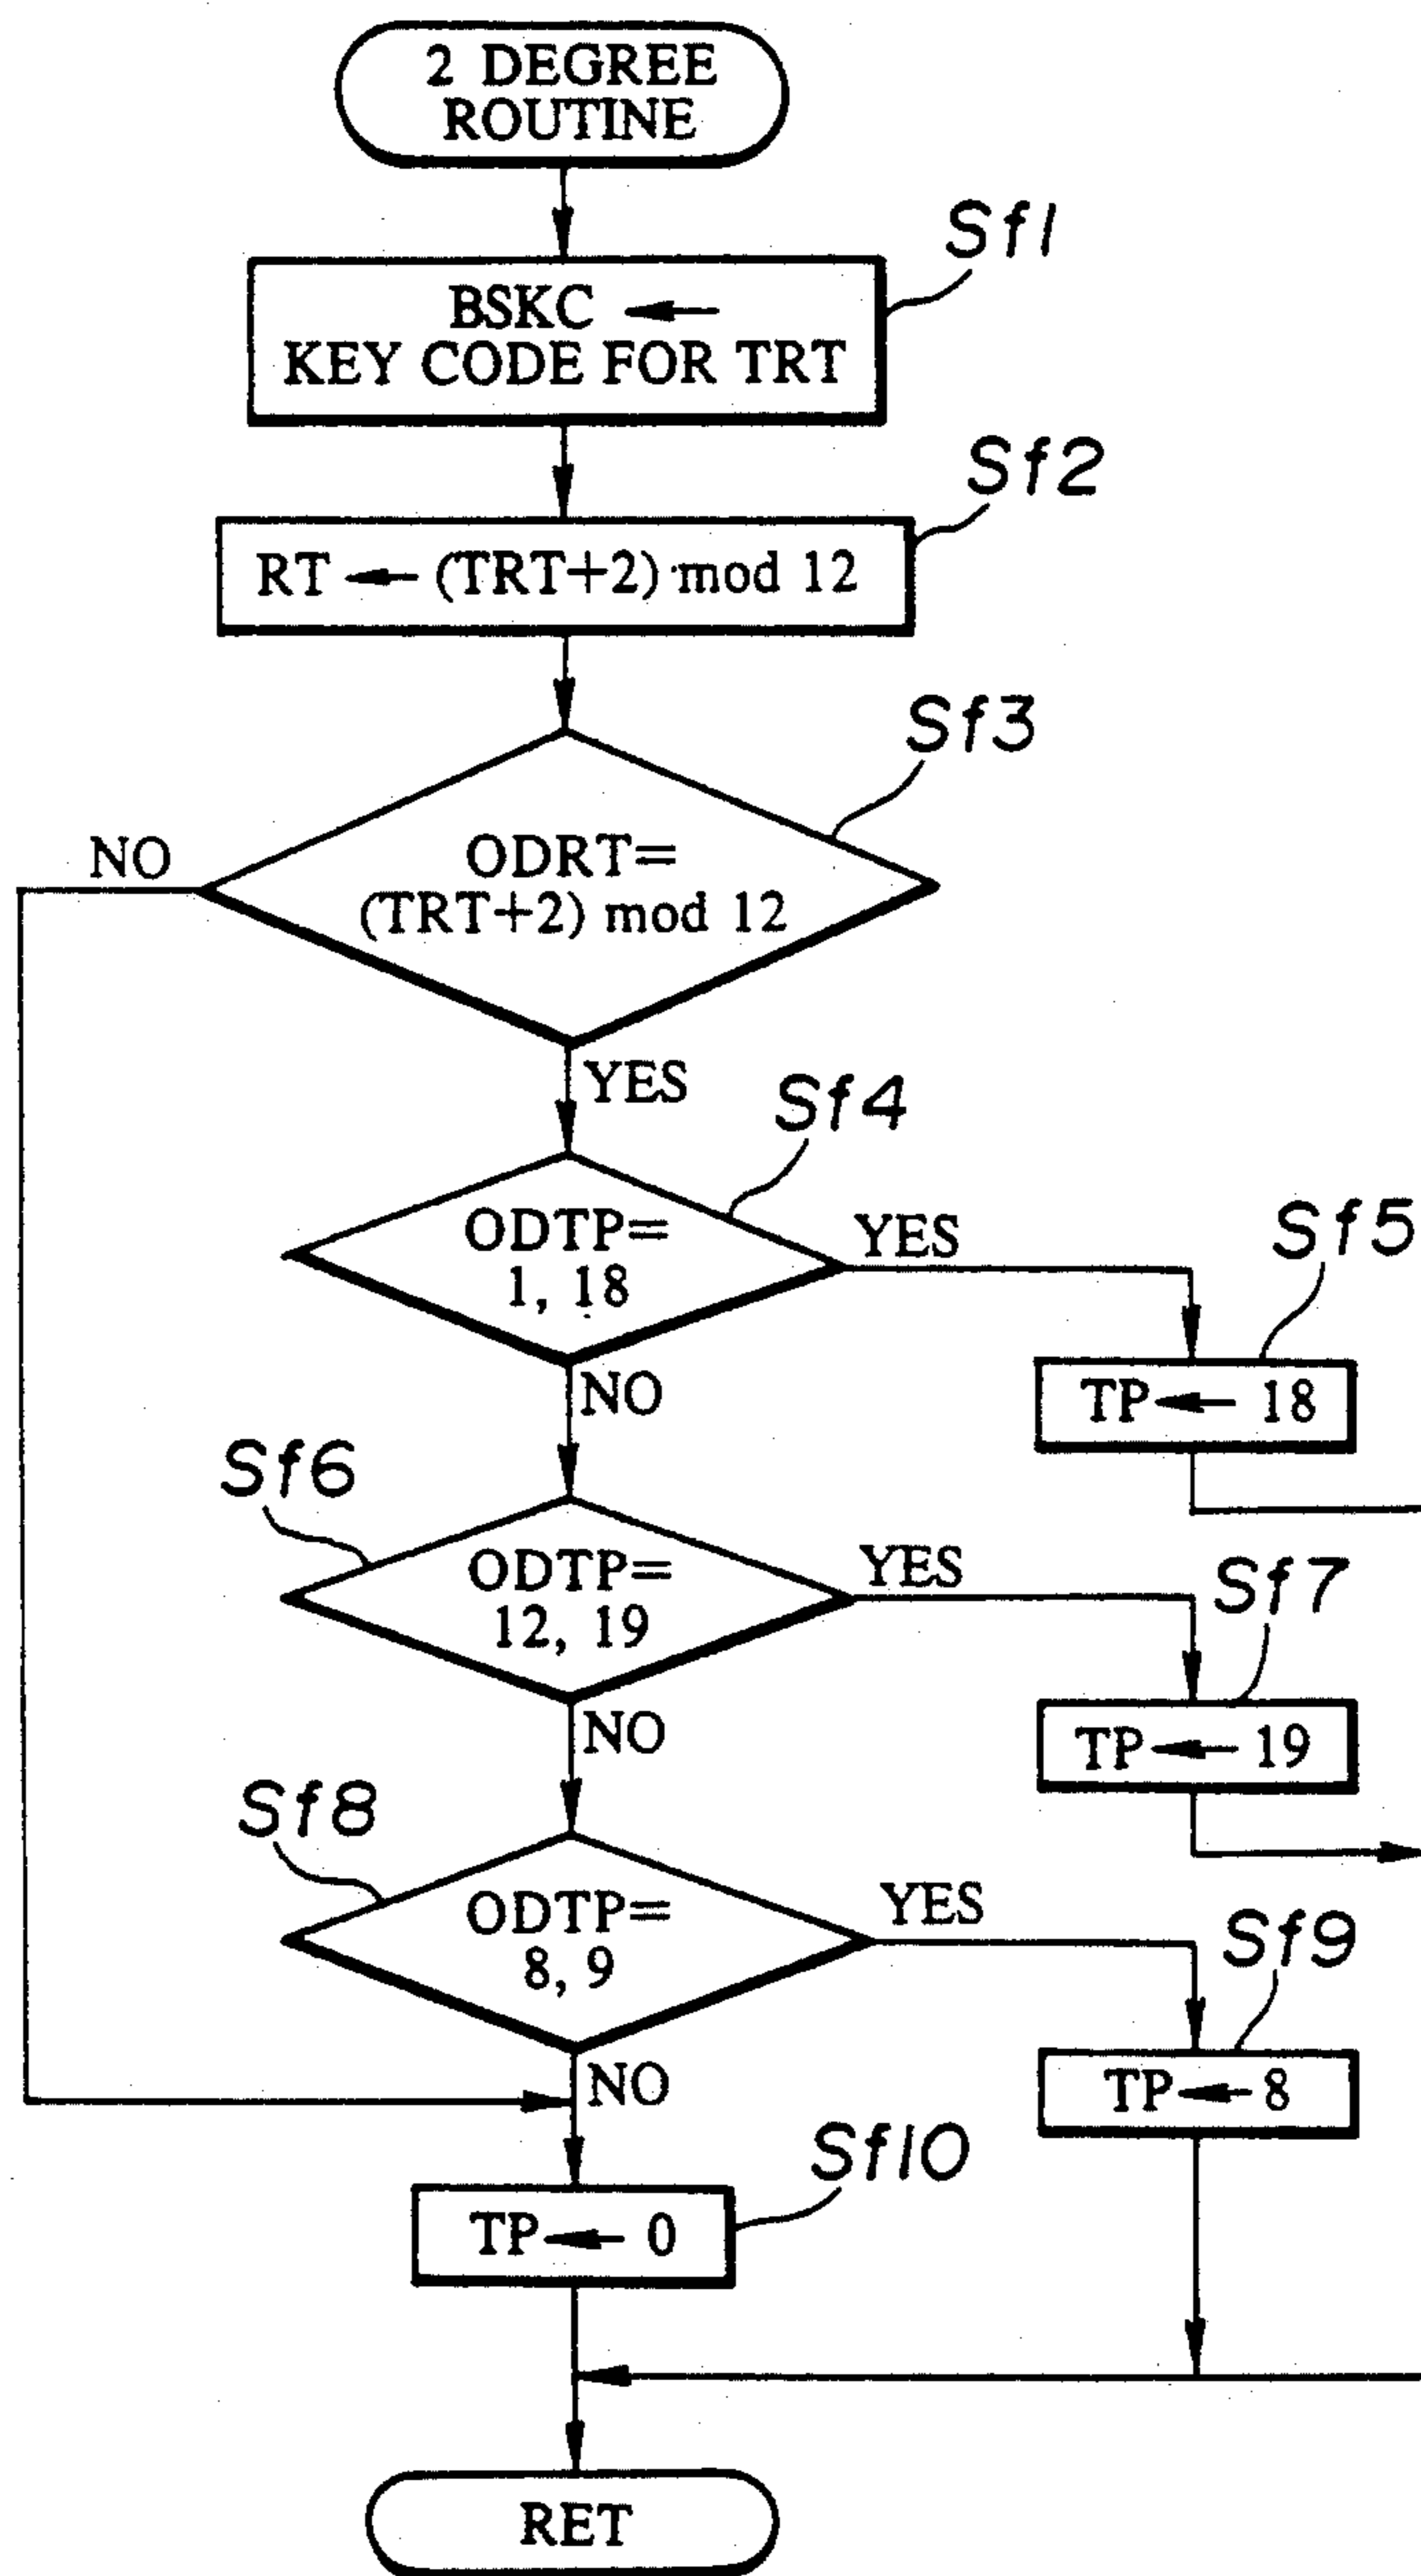 2 DEGREE
ROUTINE
Sf1
BSKC ←
KEY CODE FOR TRT
Sf2
RT ← (TRT+2) mod 12
Sf3
NO
ODRT=
(TRT+2) mod 12
YES
Sf4
ODTP=
1, 18
YES
Sf5
NO
TP ← 18
Sf6
ODTP=
12, 19
YES
Sf7
NO
TP ← 19
Sf8
ODTP=
8, 9
YES
Sf9
NO
TP ← 8
Sf10
TP ← 0
RET